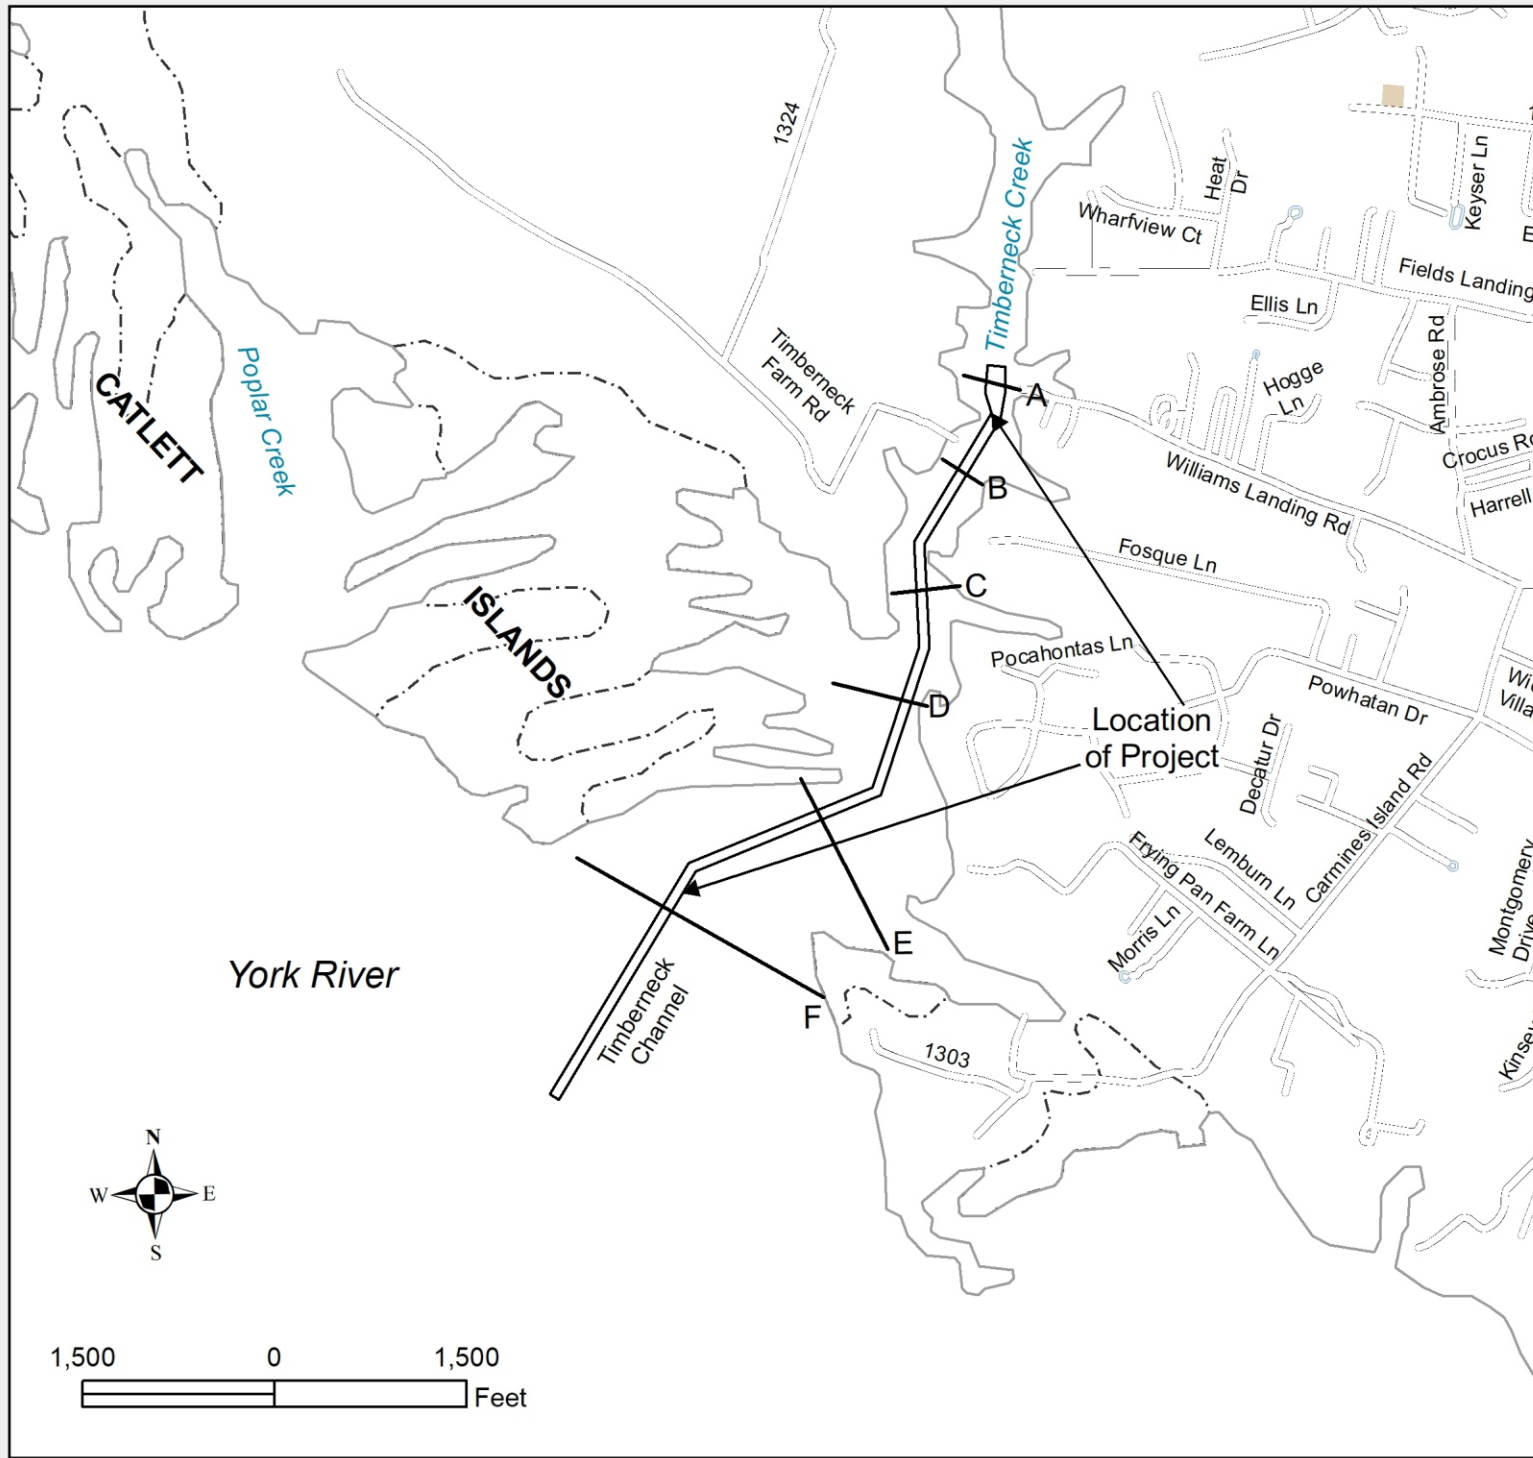 1324
Timberneck Creek
Heat
Dr
Keyser Ln
Wharfview Ct
E
Fields Landing
Ellis Ln
Timberneck
Farm Rd
Hogge
Ln
Ambrose Rd
Poplar Creek
CATLETT
A
Crocus Rd
Williams Landing Rd
Harrell
B
Fosque Ln
C
ISLANDS
Pocahontas Ln
Powhatan Dr
Villa
D
Location
of Project
Decatur Dr
Carmines Island Rd
Lemburn Ln
Frying Pan Farm Ln
Montgomery
Drive
Morris Ln
E
York River
F
Timberneck
Channel
1303
Kinsey
N
W
E
S
1,500
0
1,500
Feet